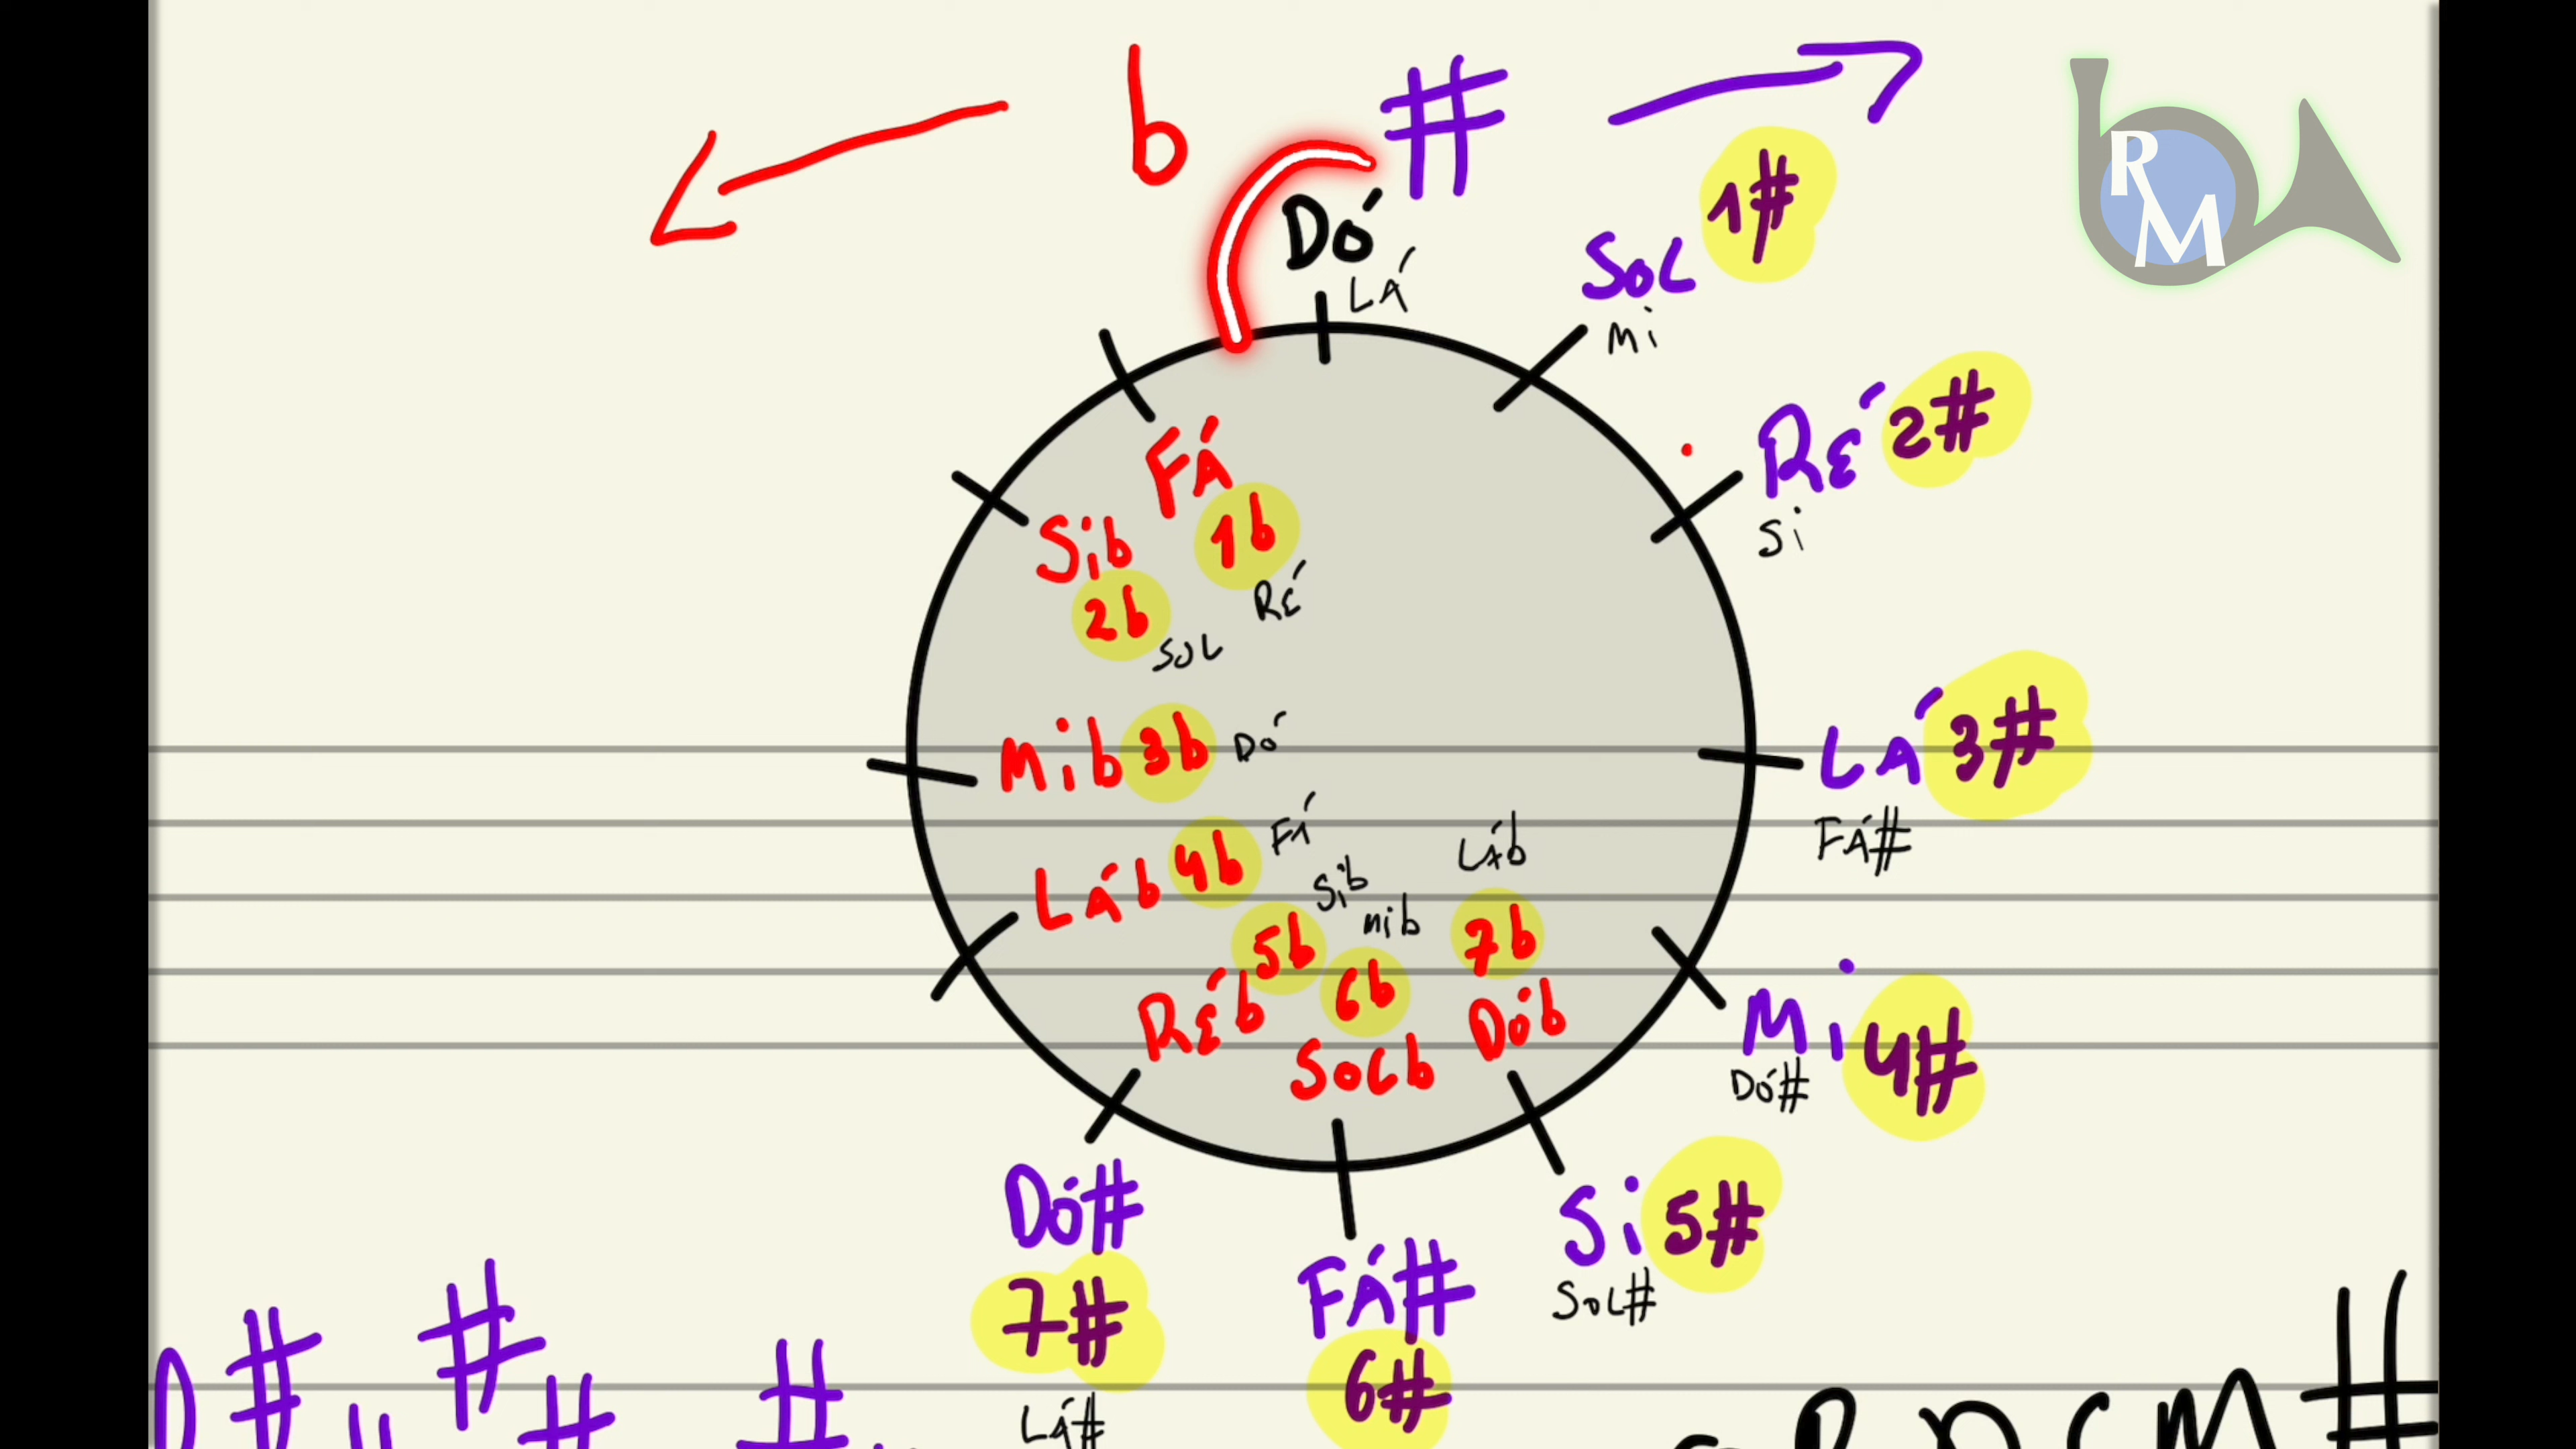 b #
DÓ
LÁ
SOL 1#
Mi
RÉ 2#
Si
LÁ 3#
FÁ#
Mi 4#
DÓ#
Si 5#
SOL#
FÁ#
6#
DÓ#
7#
LÁ#
FÁ
1b
RÉ
Sib
2b
SOL
Mib 3b DÓ
LÁb 4b FÁ
RÉb 5b Sib
SOLb 6b mib
DÓb 7b LÁb
RM